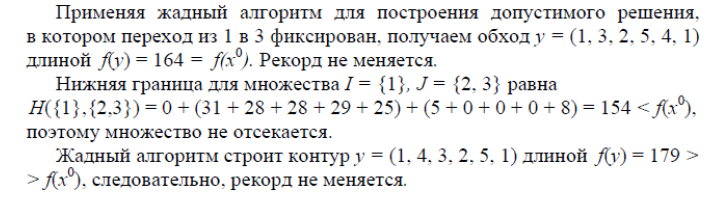 Применяя жадный алгоритм для построения допустимого решения,
в котором переход из 1 в 3 фиксирован, получаем обход y = (1, 3, 2, 5, 4, 1)
длиной f(y) = 164 = f(x⁰). Рекорд не меняется.
Нижняя граница для множества I = {1}, J = {2, 3} равна
H({1},{2,3}) = 0 + (31 + 28 + 28 + 29 + 25) + (5 + 0 + 0 + 0 + 8) = 154 < f(x⁰),
поэтому множество не отсекается.
Жадный алгоритм строит контур y = (1, 4, 3, 2, 5, 1) длиной f(y) = 179 >
> f(x⁰), следовательно, рекорд не меняется.